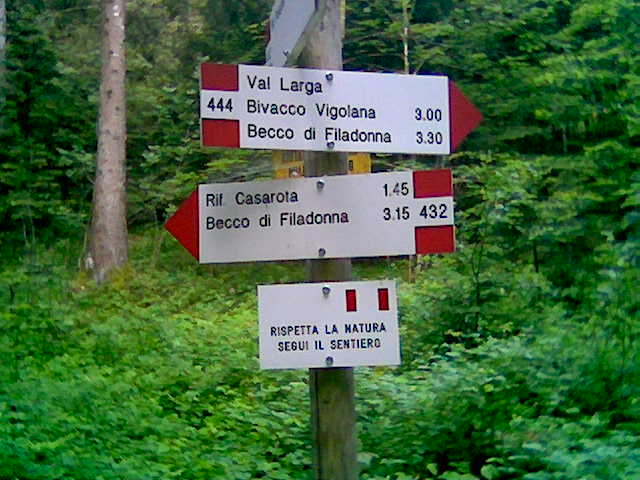 Val Larga
444 Bivacco Vigolana 3.00
Becco di Filadonna 3.30
Rif. Casarota 1.45
Becco di Filadonna 3.15 432
RISPETTA LA NATURA
SEGUI IL SENTIERO